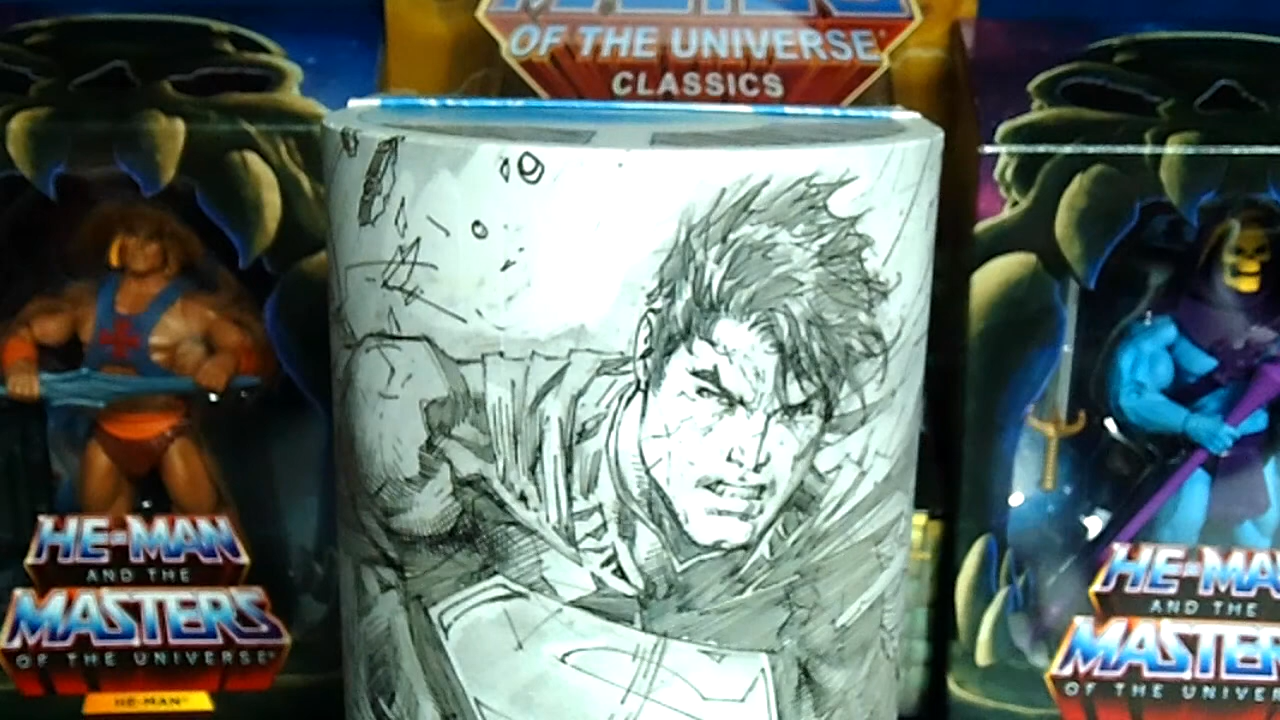 OF THE UNIVERSE
CLASSICS
HE-MAN
AND THE
MASTERS
OF THE UNIVERSE
HE-MAN
HE-MA
AND THE
MASTER
OF THE UNIVER